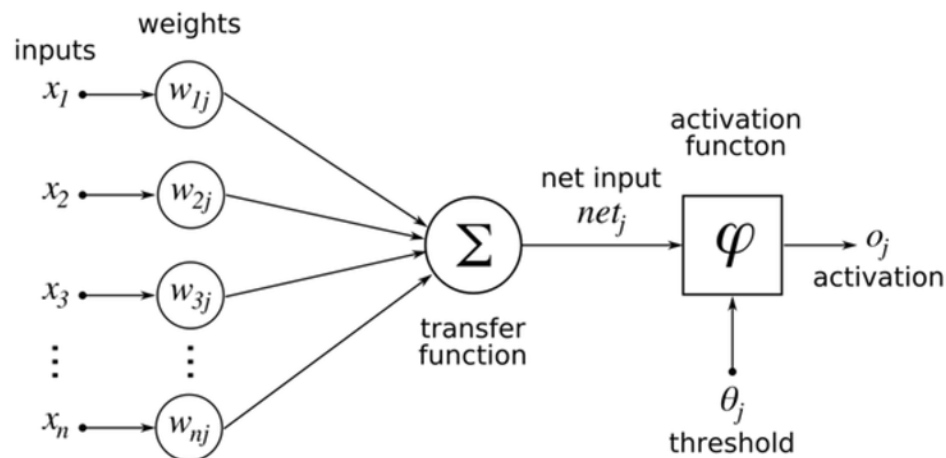 weights
inputs
x1
w1j
activation
functon
x2
w2j
net input
netj
Σ
φ
oj
activation
x3
w3j
transfer
function
⋮
⋮
θj
threshold
xn
wnj